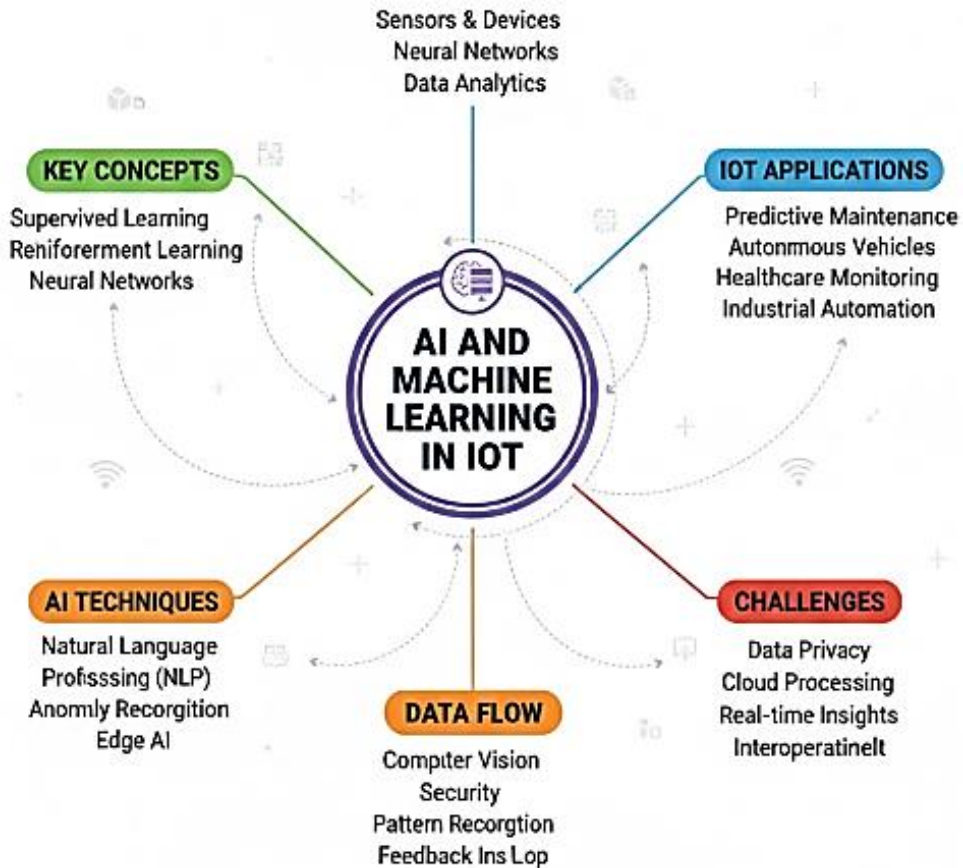 Sensors & Devices
Neural Networks
Data Analytics
KEY CONCEPTS
Supervived Learning
Reniforerment Learning
Neural Networks
IOT APPLICATIONS
Predictive Maintenance
Autonmous Vehicles
Healthcare Monitoring
Industrial Automation
AI AND
MACHINE
LEARNING
IN IOT
AI TECHNIQUES
Natural Language
Profisssing (NLP)
Anomly Recorgition
Edge AI
DATA FLOW
Computer Vision
Security
Pattern Recorgtion
Feedback Ins Lop
CHALLENGES
Data Privacy
Cloud Processing
Real-time Insights
Interoperatinelt